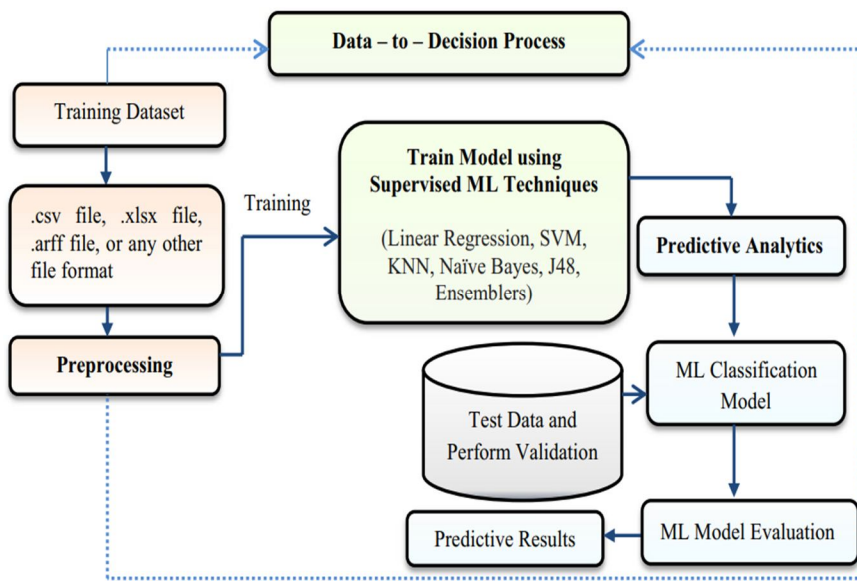 Data – to – Decision Process
Training Dataset
.csv file, .xlsx file,
.arff file, or any other
file format
Preprocessing
Training
Train Model using
Supervised ML Techniques
(Linear Regression, SVM,
KNN, Naïve Bayes, J48,
Ensemblers)
Predictive Analytics
ML Classification
Model
Test Data and
Perform Validation
ML Model Evaluation
Predictive Results